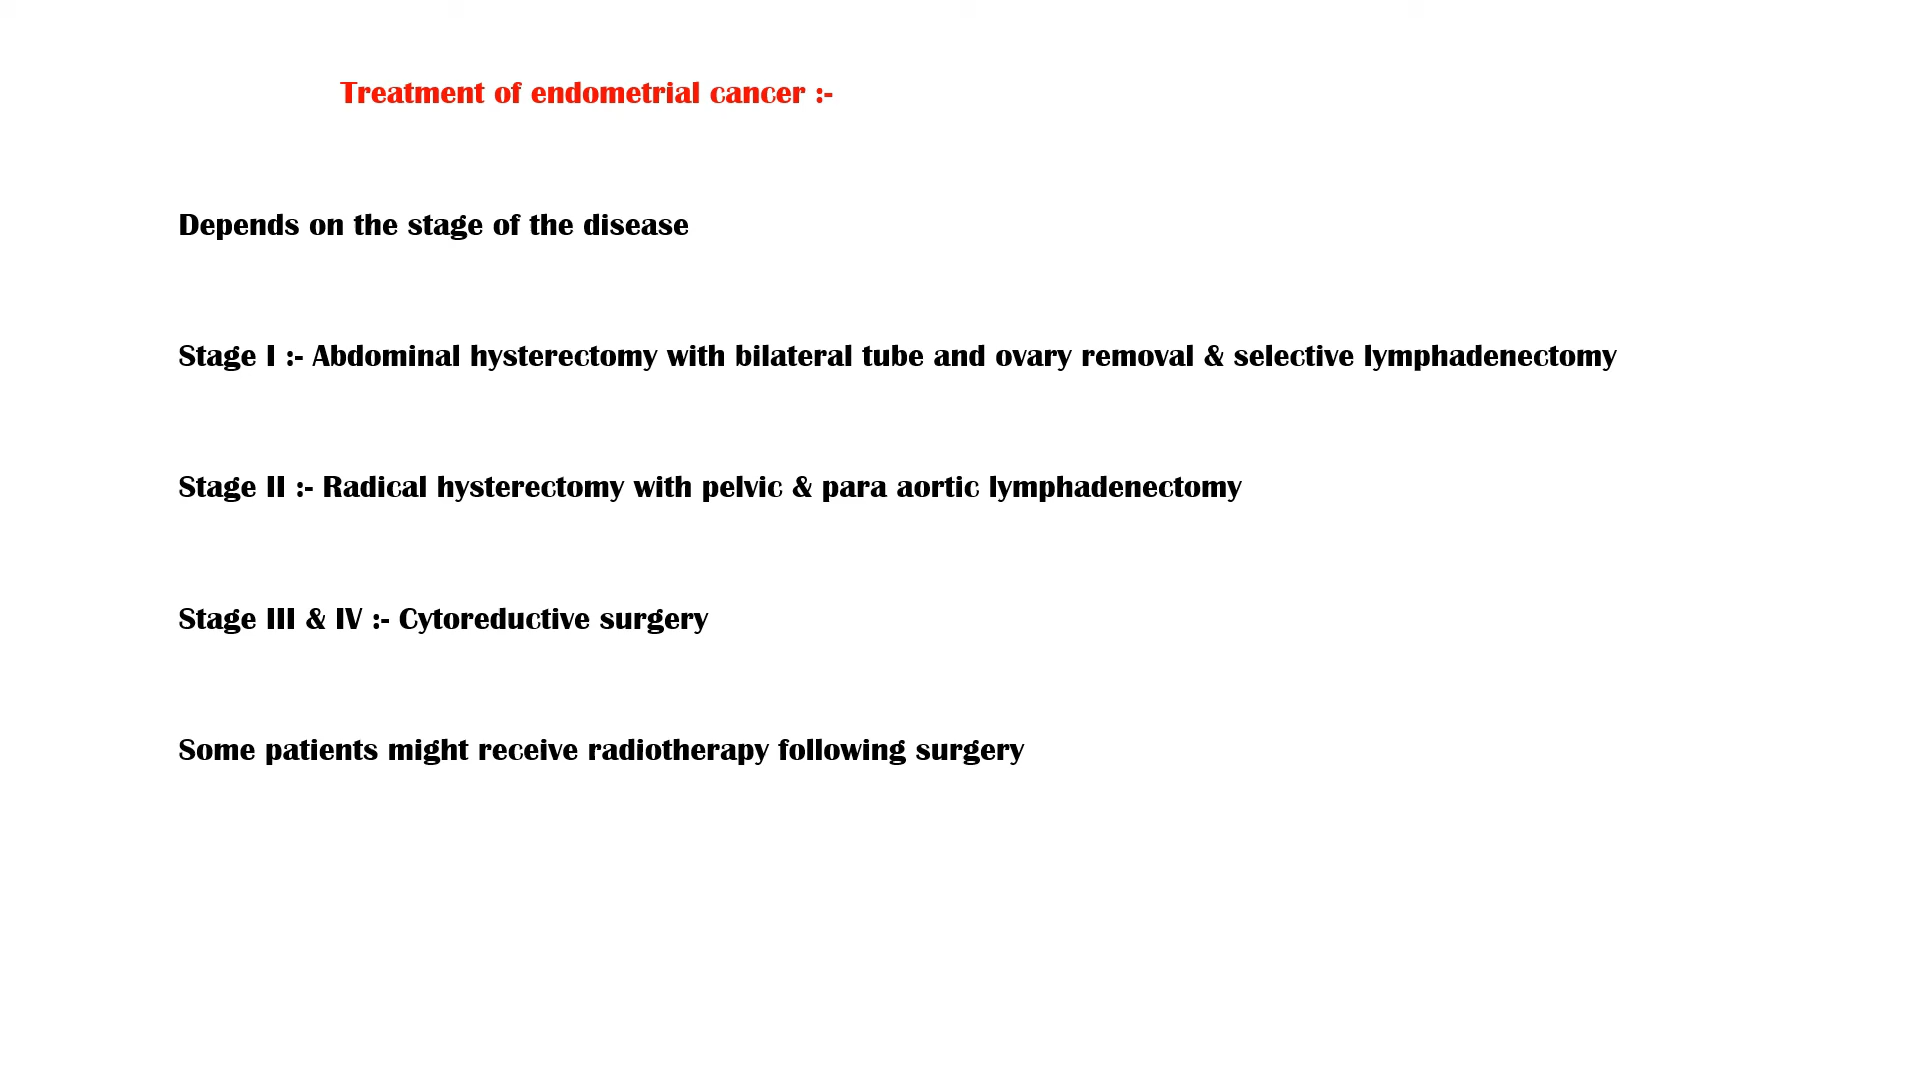 Treatment of endometrial cancer :-
Depends on the stage of the disease
Stage I :- Abdominal hysterectomy with bilateral tube and ovary removal & selective lymphadenectomy
Stage II :- Radical hysterectomy with pelvic & para aortic lymphadenectomy
Stage III & IV :- Cytoreductive surgery
Some patients might receive radiotherapy following surgery